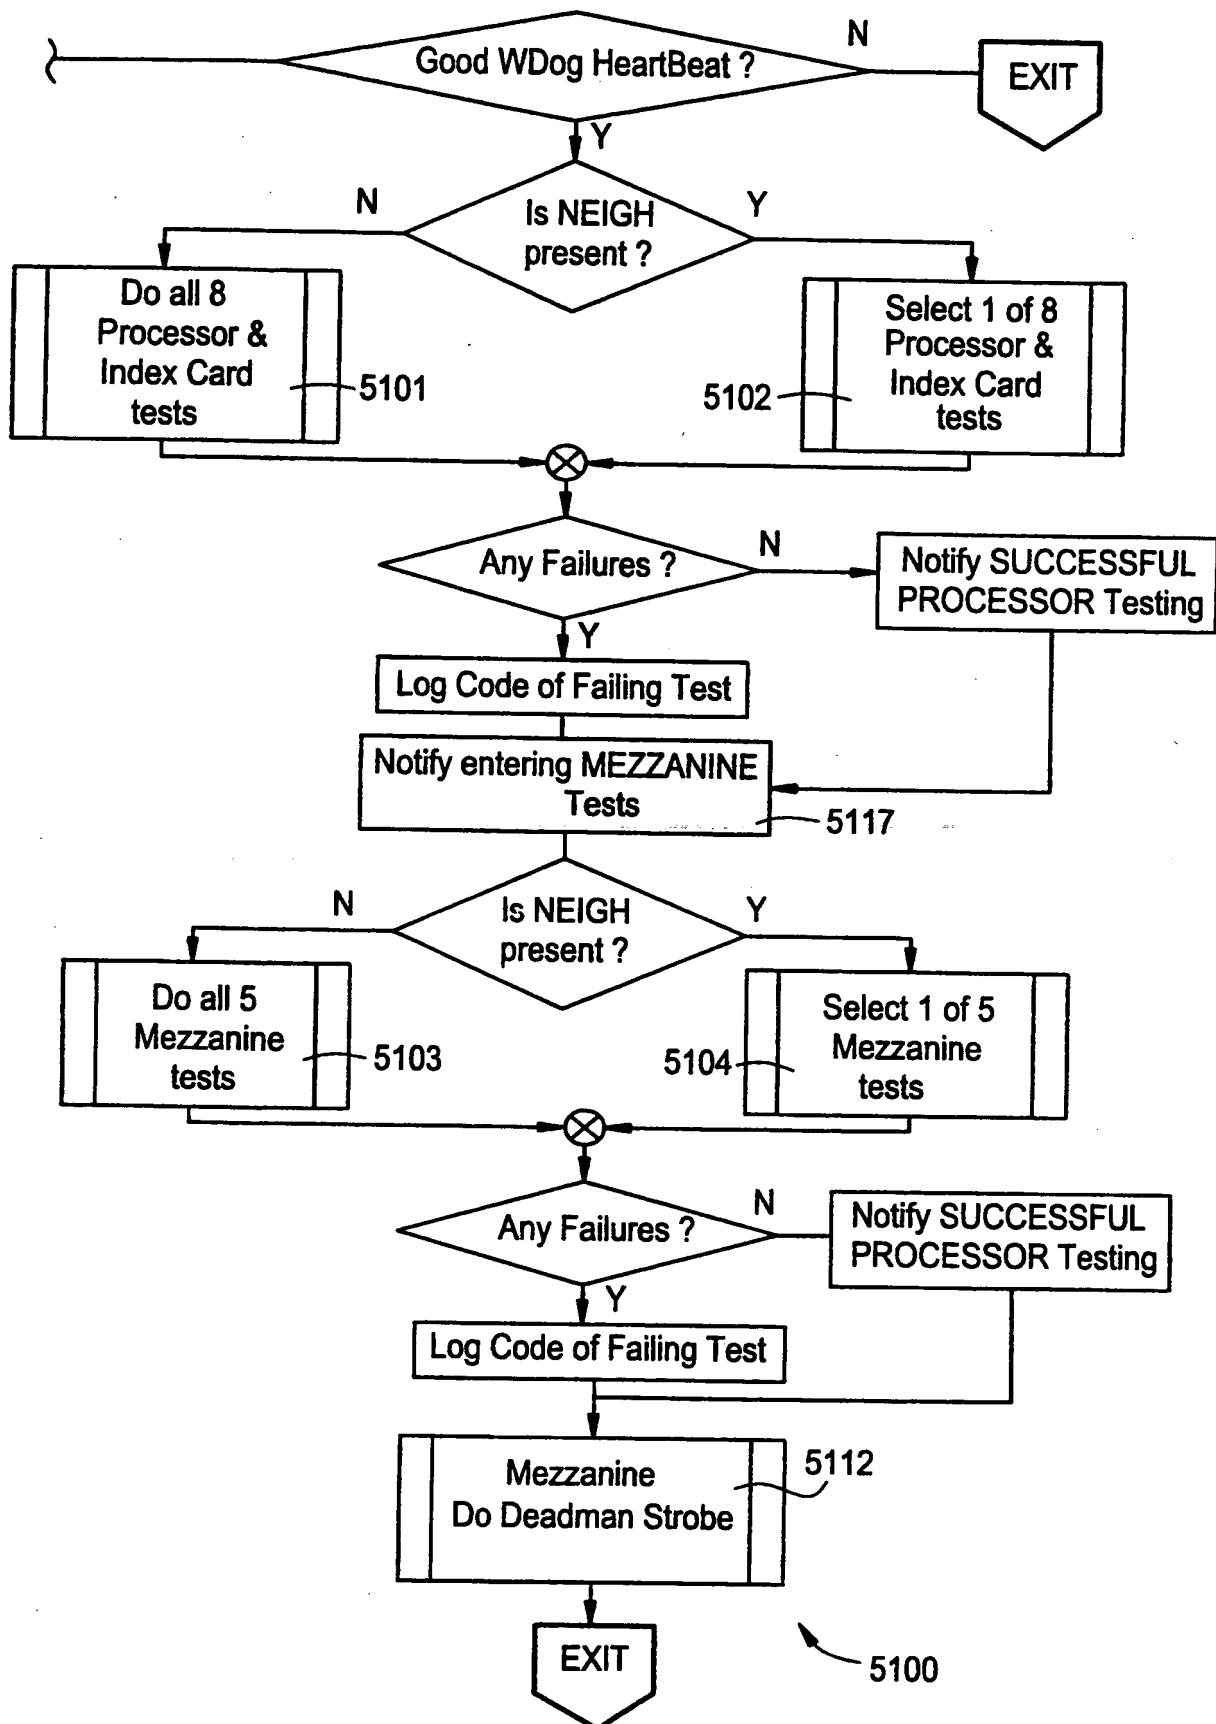 Good WDog HeartBeat ?
N
EXIT
Y
Is NEIGH
present ?
N
Y
Do all 8
Processor &
Index Card
tests
5101
Select 1 of 8
Processor &
Index Card
tests
5102
Any Failures ?
N
Notify SUCCESSFUL
PROCESSOR Testing
Y
Log Code of Failing Test
Notify entering MEZZANINE
Tests
5117
Is NEIGH
present ?
N
Y
Do all 5
Mezzanine
tests
5103
Select 1 of 5
Mezzanine
tests
5104
Any Failures ?
N
Notify SUCCESSFUL
PROCESSOR Testing
Y
Log Code of Failing Test
Mezzanine
Do Deadman Strobe
5112
EXIT
5100